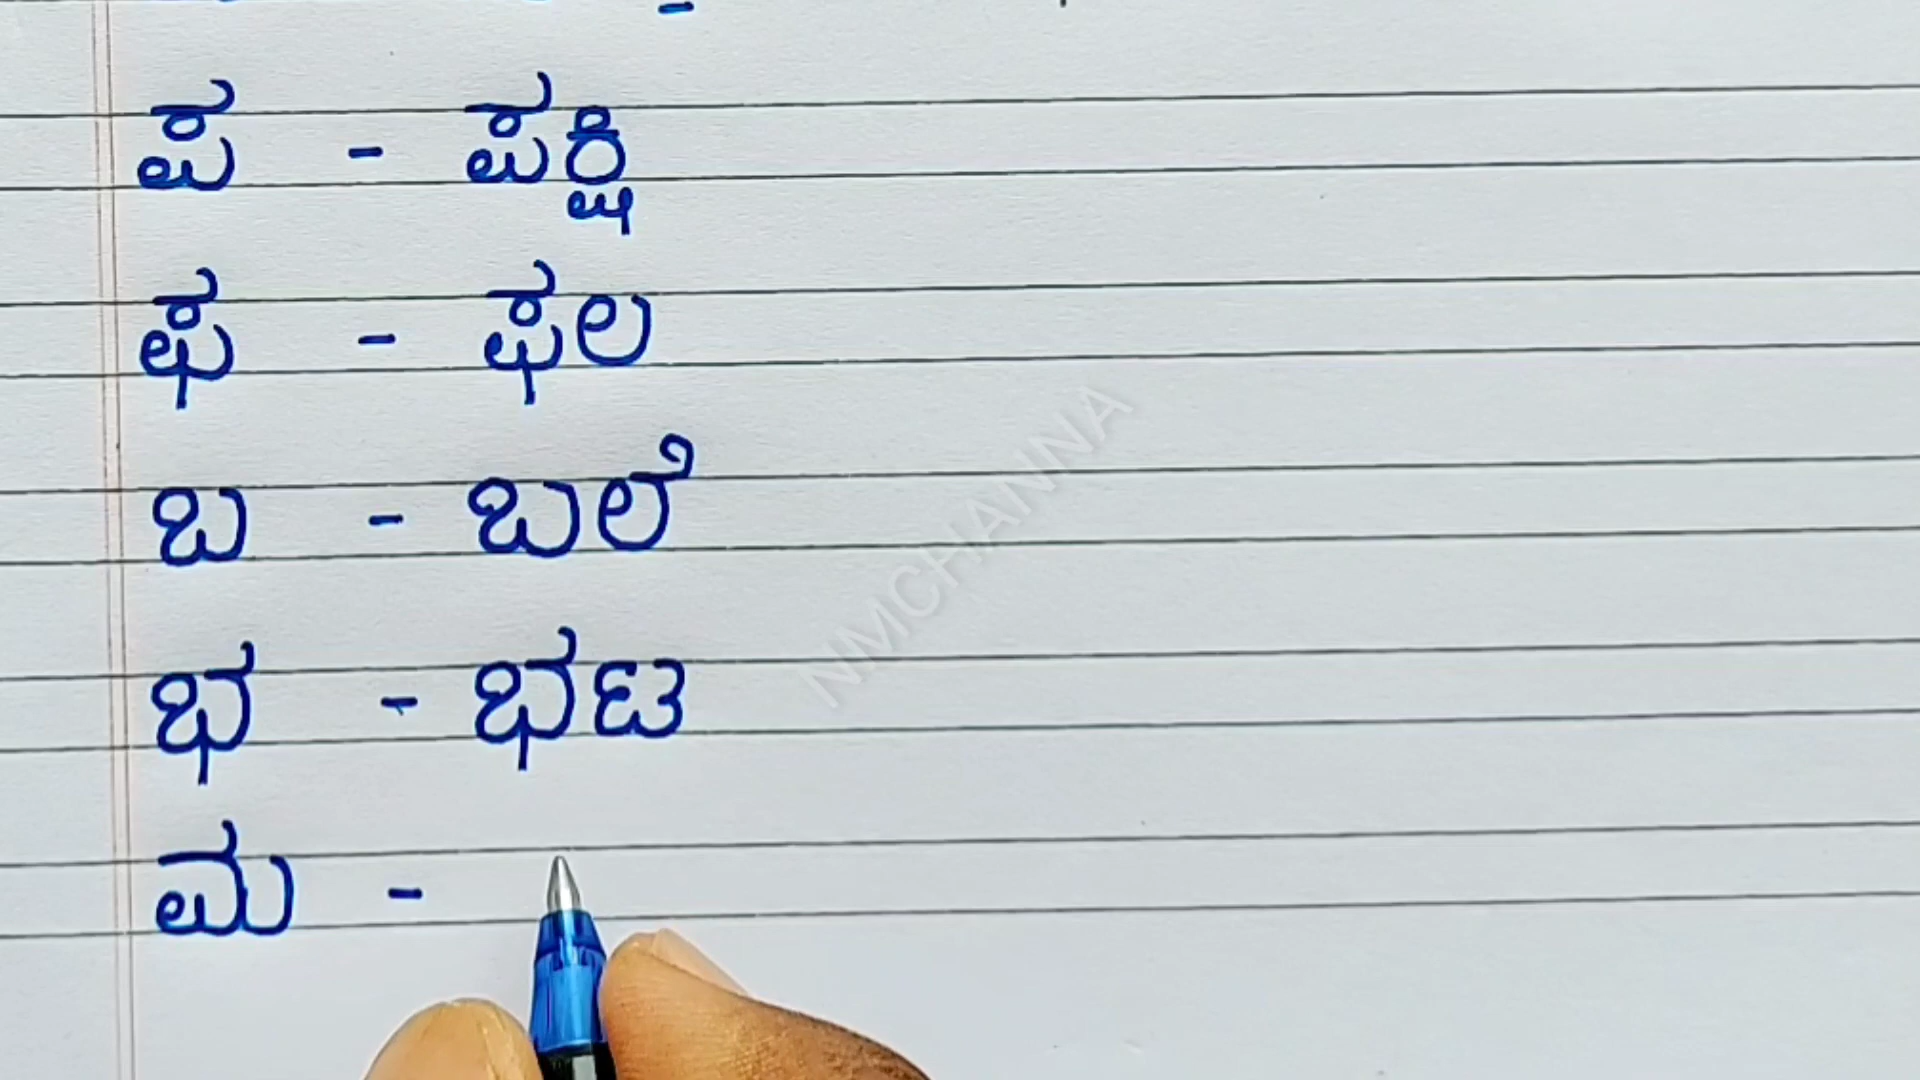 ಪ - ಪಕ್ಷಿ
ಫ - ಫಲ
ಬ - ಬಲೆ
ಭ - ಭಟ
ಮ -
NMCHANNA